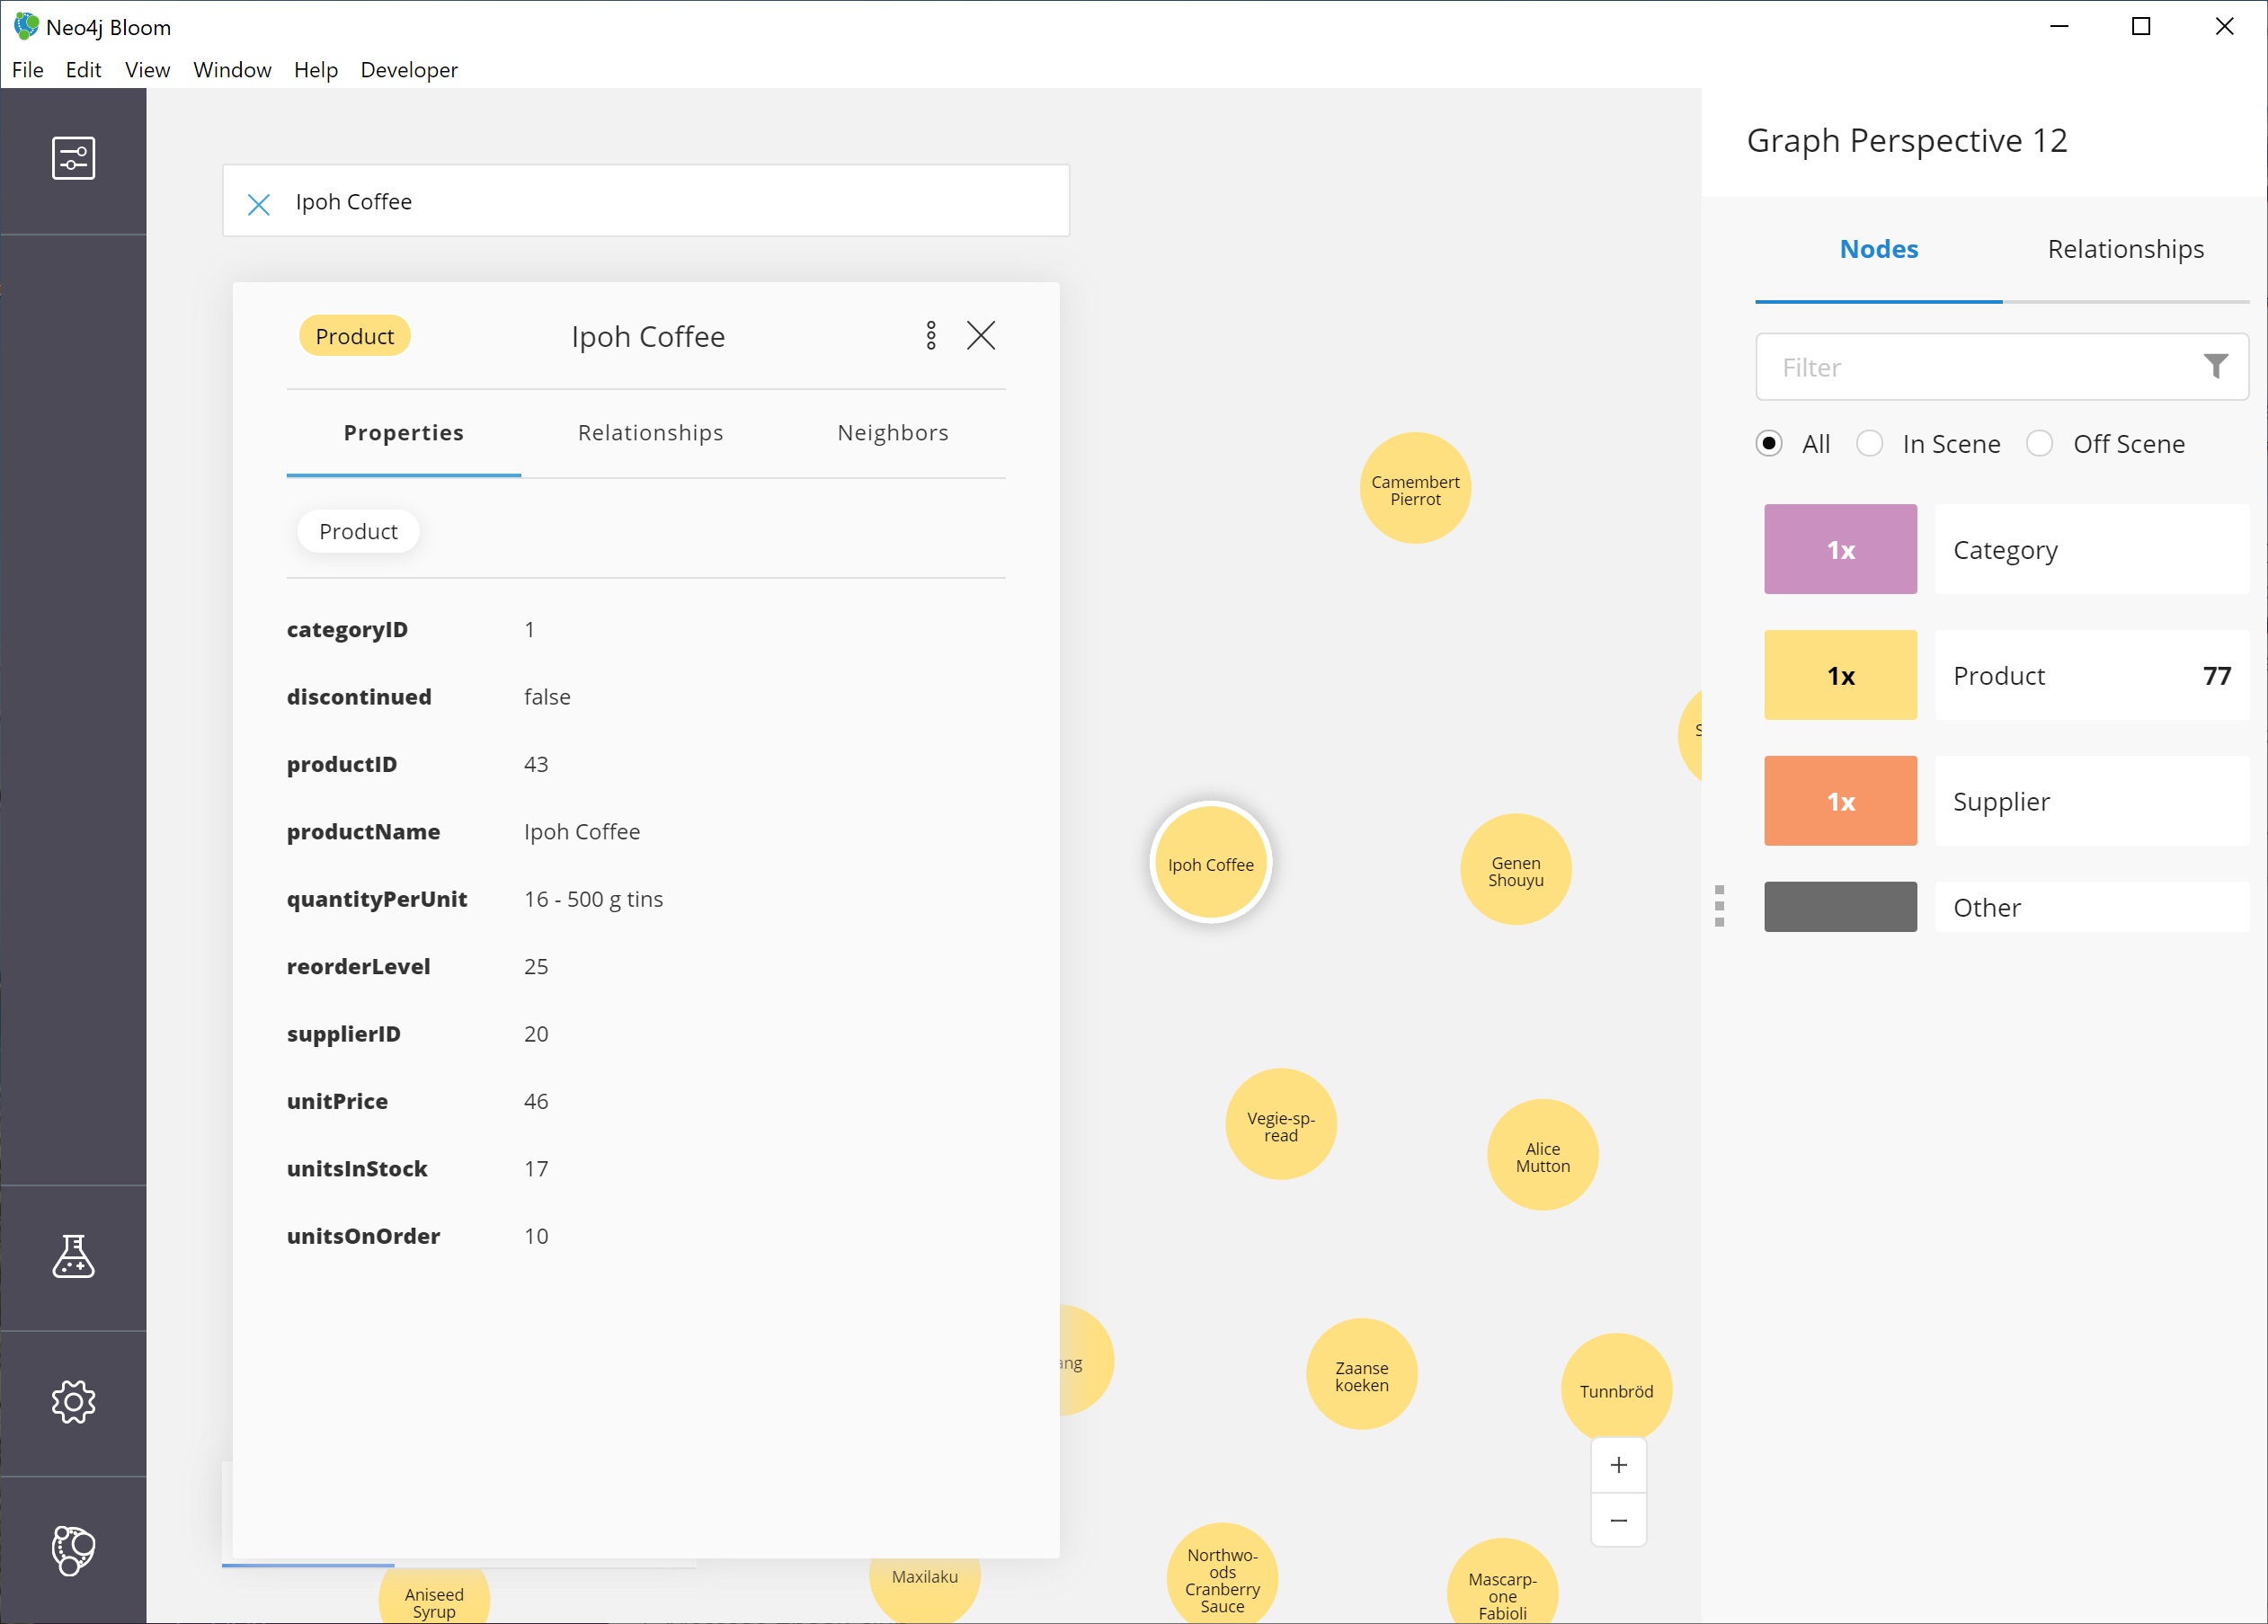 Neo4j Bloom
File Edit View Window Help Developer
Ipoh Coffee
Product Ipoh Coffee
Properties Relationships Neighbors
Product
categoryID 1
discontinued false
productID 43
productName Ipoh Coffee
quantityPerUnit 16 - 500 g tins
reorderLevel 25
supplierID 20
unitPrice 46
unitsInStock 17
unitsOnOrder 10
Camembert
Pierrot
Ipoh Coffee
Genen
Shouyu
Vegie-sp-
read
Alice
Mutton
Zaanse
koeken
Tunnbröd
+
−
Aniseed
Syrup
Maxilaku
Northwo-
ods
Cranberry
Sauce
Mascarp-
one
Fabioli
Graph Perspective 12
Nodes Relationships
Filter
All In Scene Off Scene
1x Category
1x Product 77
1x Supplier
Other